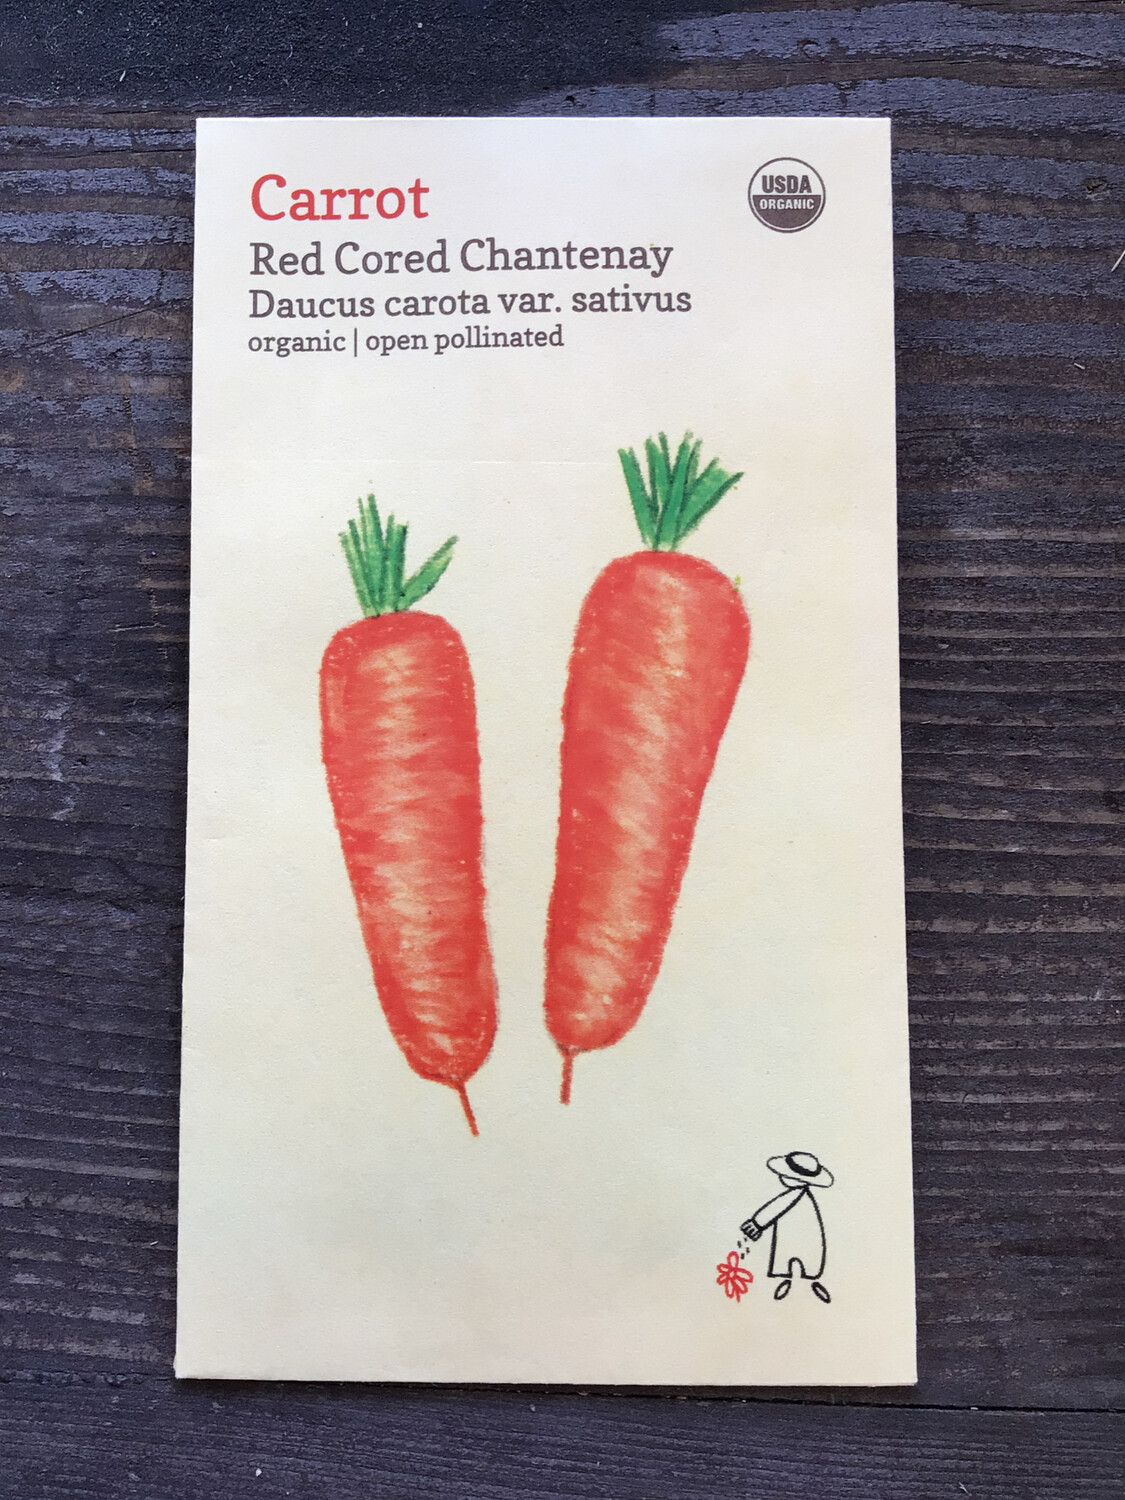 Carrot
USDA
ORGANIC
Red Cored Chantenay
Daucus carota var. sativus
organic | open pollinated